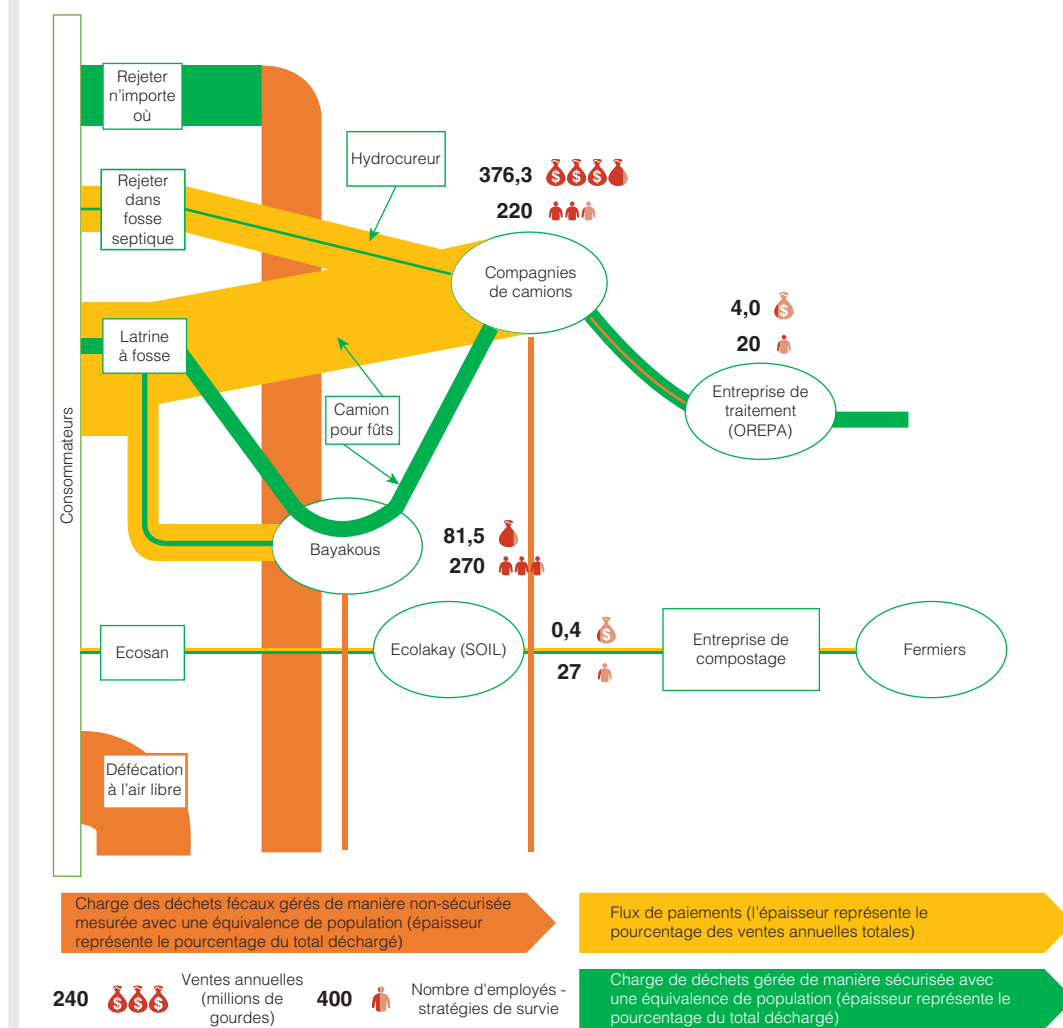 Rejeter
n'importe
où
Hydrocureur
376,3
220
Rejeter
dans
fosse
septique
Compagnies
de camions
4,0
20
Latrine
à fosse
Entreprise de
traitement
(OREPA)
Camion
pour fûts
Consommateurs
81,5
270
Bayakous
0,4
27
Ecosan
Ecolakay (SOIL)
Entreprise de
compostage
Fermiers
Défécation
à l'air libre
Charge des déchets fécaux gérés de manière non-sécurisée
mesurée avec une équivalence de population (épaisseur
représente le pourcentage du total déchargé)
Flux de paiements (l'épaisseur représente le
pourcentage des ventes annuelles totales)
240
$$$
Ventes annuelles
(millions de
gourdes)
400
Nombre d'employés -
stratégies de survie
Charge de déchets gérée de manière sécurisée avec
une équivalence de population (épaisseur représente le
pourcentage du total déchargé)